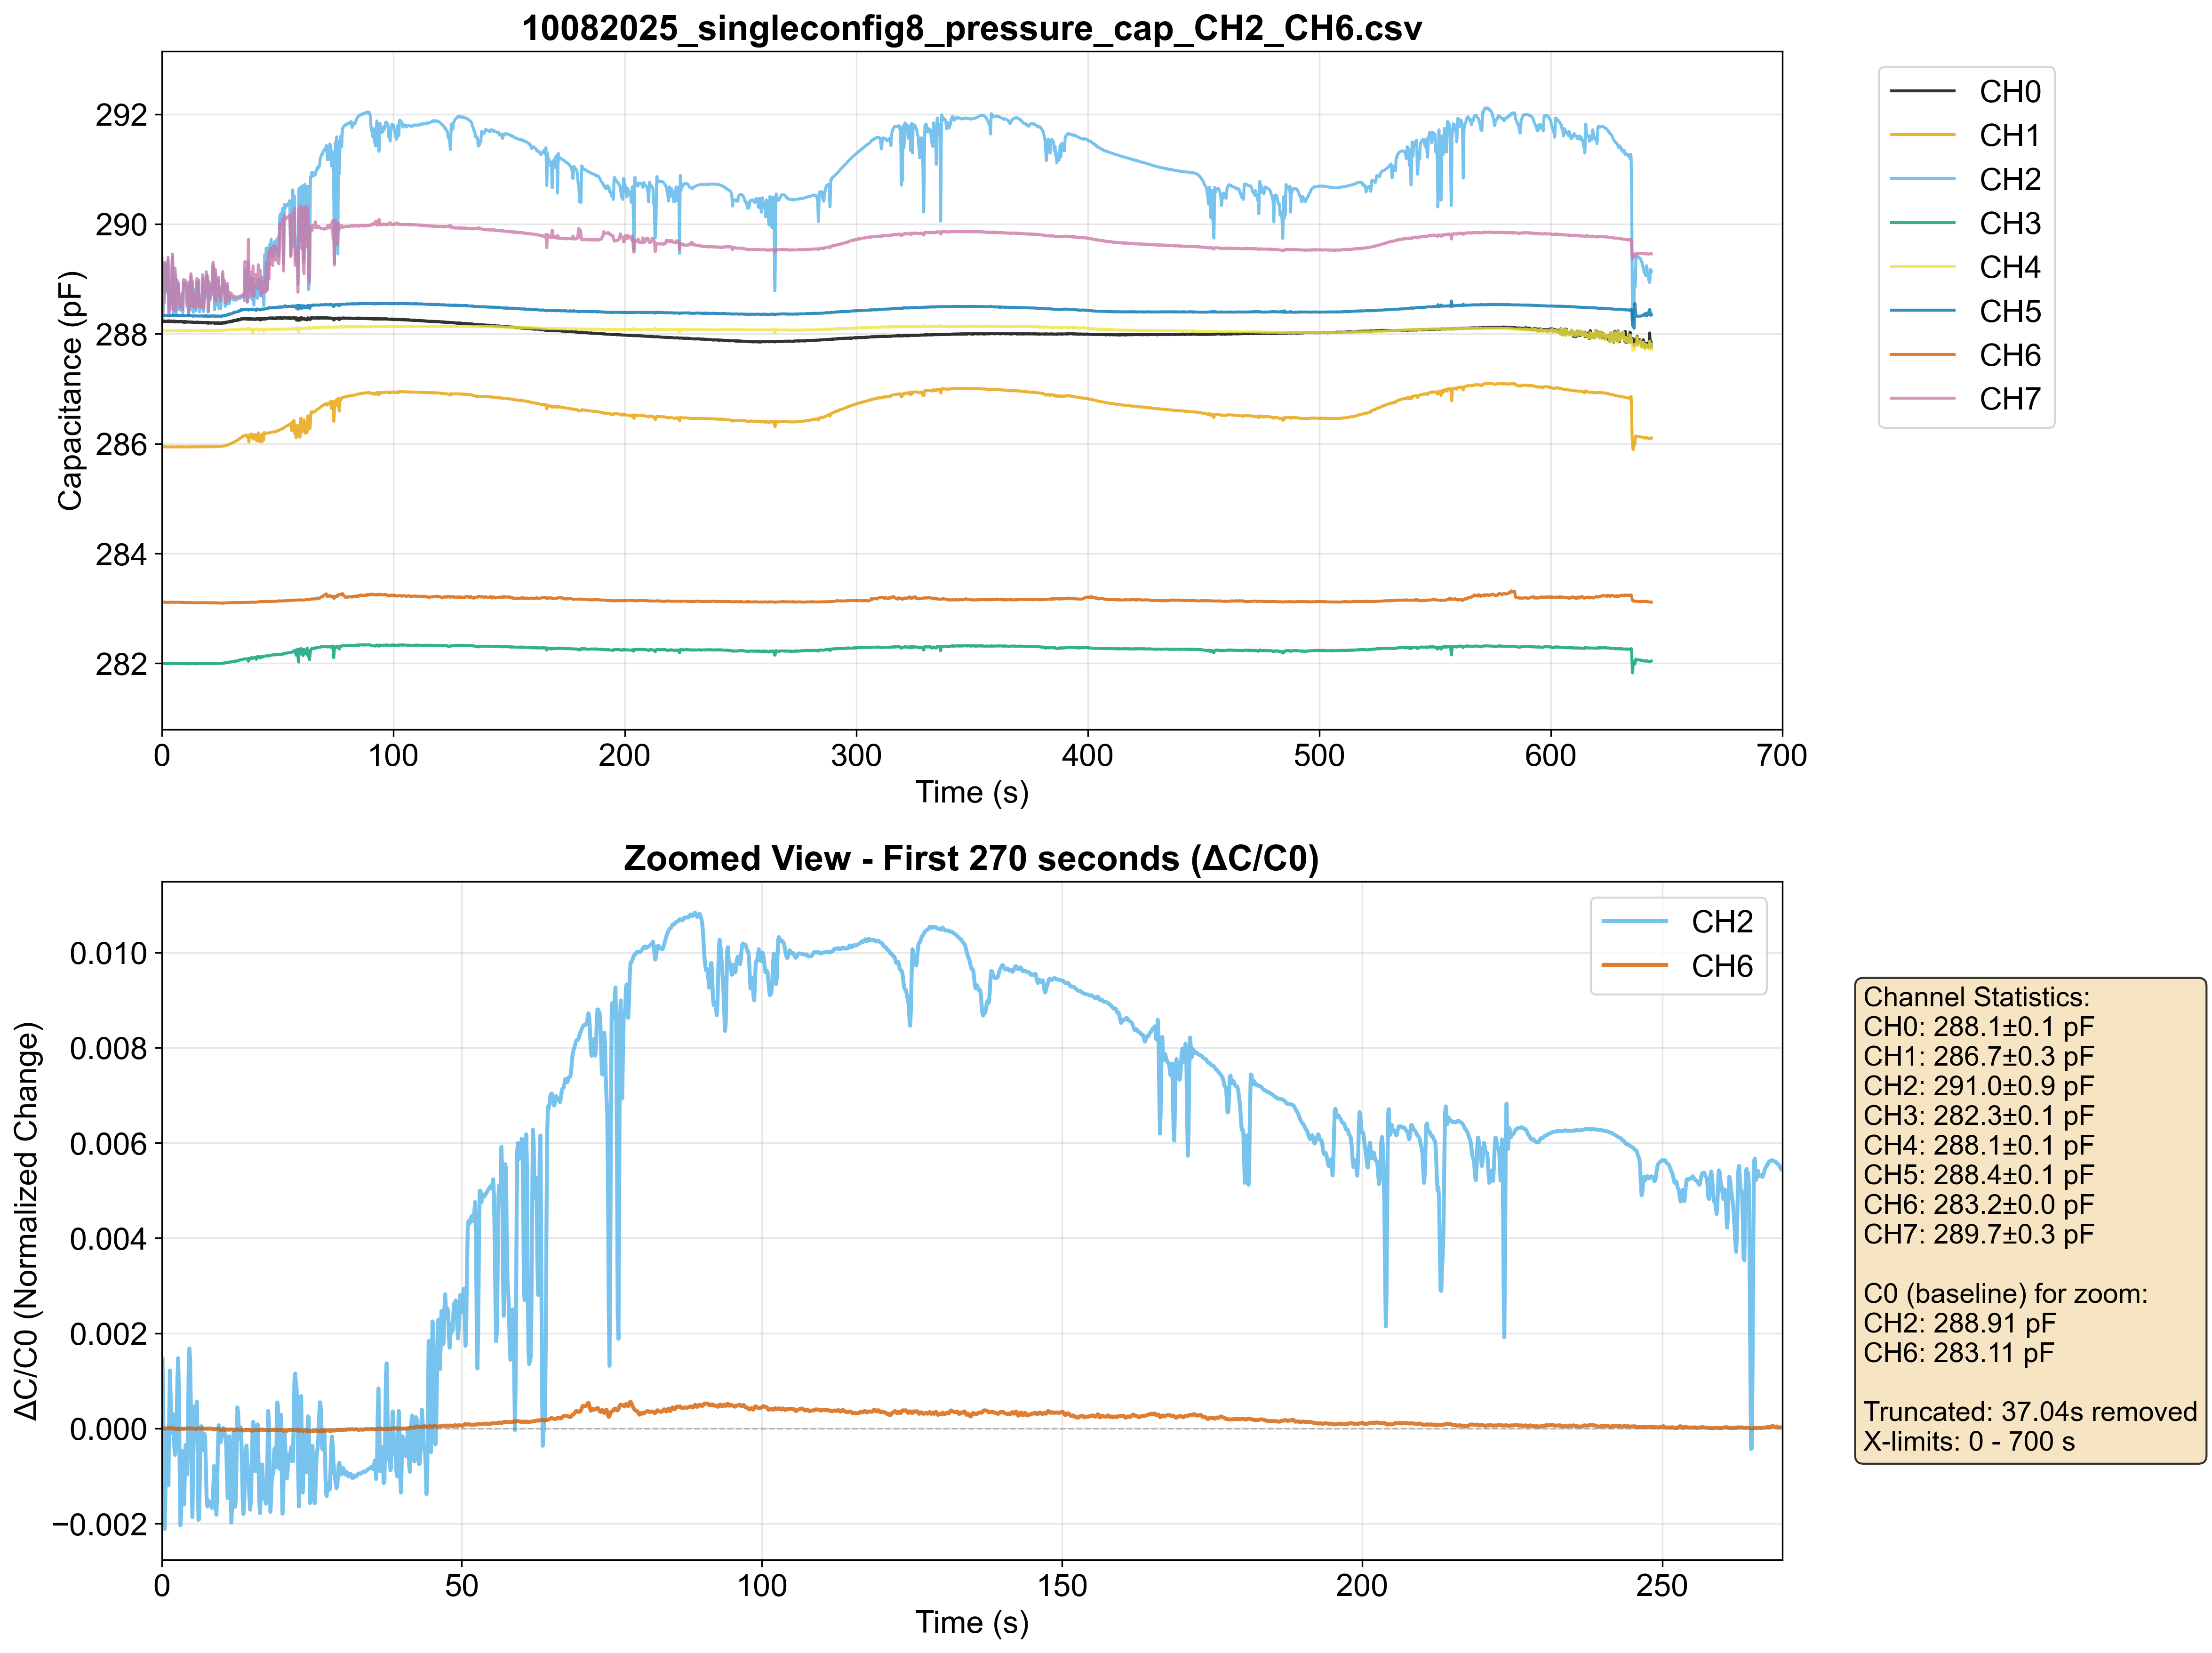 10082025_singleconfig8_pressure_cap_CH2_CH6.csv
Capacitance (pF)
292
290
288
286
284
282
0 100 200 300 400 500 600 700
Time (s)
CH0
CH1
CH2
CH3
CH4
CH5
CH6
CH7
Zoomed View - First 270 seconds (ΔC/C0)
ΔC/C0 (Normalized Change)
0.010
0.008
0.006
0.004
0.002
0.000
−0.002
0 50 100 150 200 250
Time (s)
CH2
CH6
Channel Statistics:
CH0: 288.1±0.1 pF
CH1: 286.7±0.3 pF
CH2: 291.0±0.9 pF
CH3: 282.3±0.1 pF
CH4: 288.1±0.1 pF
CH5: 288.4±0.1 pF
CH6: 283.2±0.0 pF
CH7: 289.7±0.3 pF
C0 (baseline) for zoom:
CH2: 288.91 pF
CH6: 283.11 pF
Truncated: 37.04s removed
X-limits: 0 - 700 s